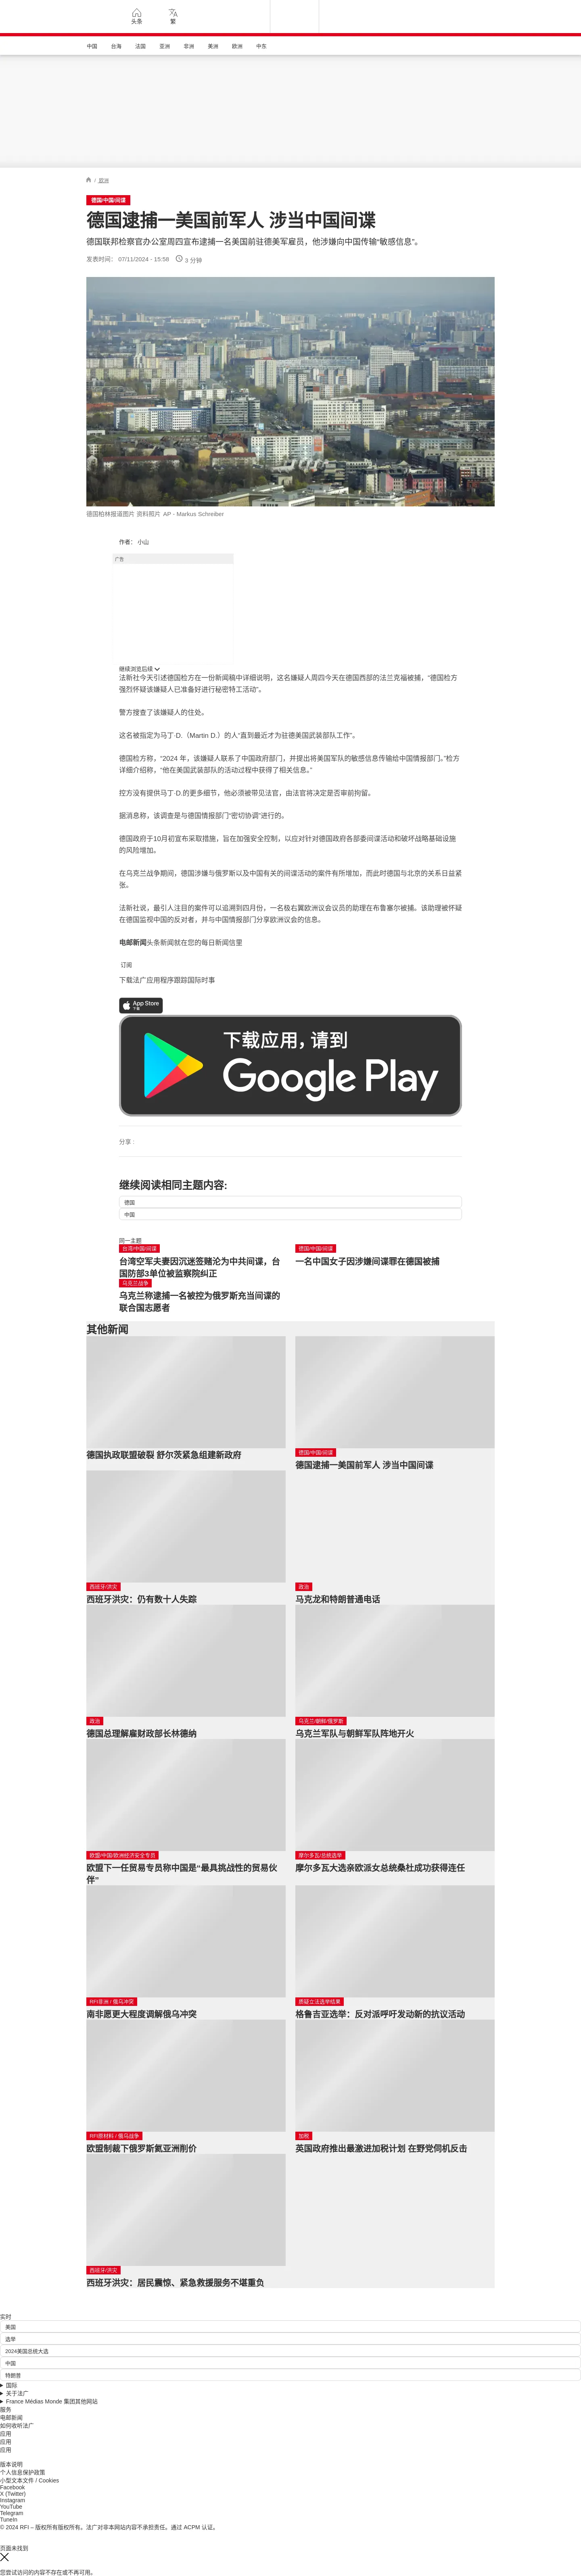 头条
繁
中国
台海
法国
亚洲
非洲
美洲
欧洲
中东
/ 欧洲
德国/中国/间谍
德国逮捕一美国前军人 涉当中国间谍
德国联邦检察官办公室周四宣布逮捕一名美国前驻德美军雇员，他涉嫌向中国传输“敏感信息”。
发表时间： 07/11/2024 - 15:58
3 分钟
德国柏林报道图片 资料照片 AP - Markus Schreiber
作者： 小山
广告
继续浏览后续
法新社今天引述德国检方在一份新闻稿中详细说明，这名嫌疑人周四今天在德国西部的法兰克福被捕，“德国检方
强烈怀疑该嫌疑人已准备好进行秘密特工活动”。
警方搜查了该嫌疑人的住处。
这名被指定为马丁·D.（Martin D.）的人“直到最近才为驻德美国武装部队工作”。
德国检方称，“2024 年，该嫌疑人联系了中国政府部门，并提出将美国军队的敏感信息传输给中国情报部门。”检方
详细介绍称，“他在美国武装部队的活动过程中获得了相关信息。”
控方没有提供马丁·D.的更多细节，他必须被带见法官，由法官将决定是否审前拘留。
据消息称，该调查是与德国情报部门“密切协调”进行的。
德国政府于10月初宣布采取措施，旨在加强安全控制，以应对针对德国政府各部委间谍活动和破坏战略基础设施
的风险增加。
在乌克兰战争期间，德国涉嫌与俄罗斯以及中国有关的间谍活动的案件有所增加，而此时德国与北京的关系日益紧
张。
法新社说，最引人注目的案件可以追溯到四月份，一名极右翼欧洲议会议员的助理在布鲁塞尔被捕。该助理被怀疑
在德国监视中国的反对者，并与中国情报部门分享欧洲议会的信息。
电邮新闻头条新闻就在您的每日新闻信里
订阅
下载法广应用程序跟踪国际时事
App Store
下载
下载应用，请到
Google Play
分享 :
继续阅读相同主题内容:
德国
中国
同一主题
台湾/中国/间谍
台湾空军夫妻因沉迷签赌沦为中共间谍，台
国防部3单位被监察院纠正
德国/中国/间谍
一名中国女子因涉嫌间谍罪在德国被捕
乌克兰战争
乌克兰称逮捕一名被控为俄罗斯充当间谍的
联合国志愿者
其他新闻
德国执政联盟破裂 舒尔茨紧急组建新政府
德国/中国/间谍
德国逮捕一美国前军人 涉当中国间谍
西班牙/洪灾
西班牙洪灾：仍有数十人失踪
政治
马克龙和特朗普通电话
政治
德国总理解雇财政部长林德纳
乌克兰/朝鲜/俄罗斯
乌克兰军队与朝鲜军队阵地开火
欧盟/中国/欧洲经济安全专员
欧盟下一任贸易专员称中国是“最具挑战性的贸易伙
伴”
摩尔多瓦/总统选举
摩尔多瓦大选亲欧派女总统桑杜成功获得连任
RFI非洲 / 俄乌冲突
南非愿更大程度调解俄乌冲突
质疑立法选举结果
格鲁吉亚选举：反对派呼吁发动新的抗议活动
RFI原材料 / 俄乌战争
欧盟制裁下俄罗斯氦亚洲削价
加税
英国政府推出最激进加税计划 在野党伺机反击
西班牙/洪灾
西班牙洪灾：居民震惊、紧急救援服务不堪重负
实时
美国
选举
2024美国总统大选
中国
特朗普
国际
关于法广
France Médias Monde 集团其他网站
服务
电邮新闻
如何收听法广
应用
应用
应用
版本说明
个人信息保护政策
小型文本文件 / Cookies
Facebook
X (Twitter)
Instagram
YouTube
Telegram
TuneIn
© 2024 RFI – 版权所有版权所有。法广对非本网站内容不承担责任。通过 ACPM 认证。
页面未找到
您尝试访问的内容不存在或不再可用。